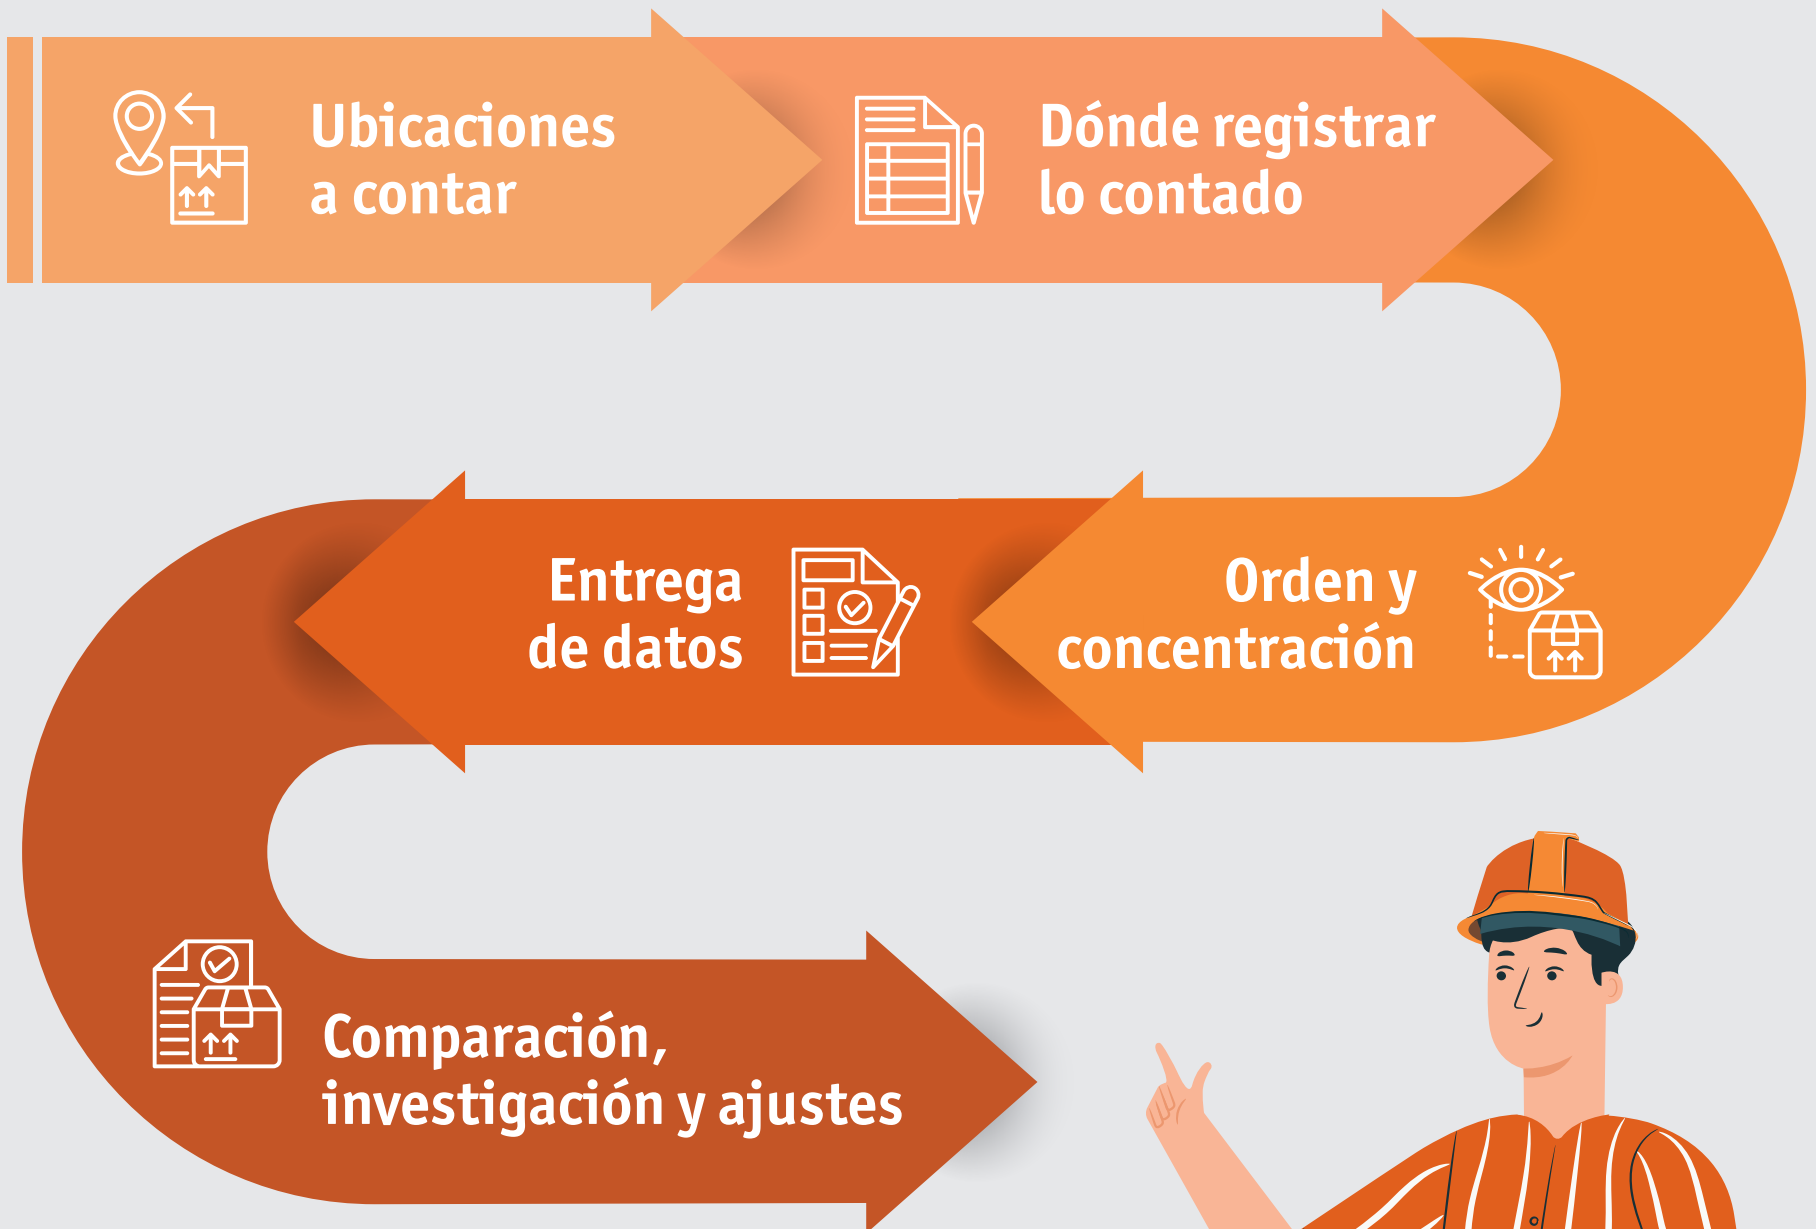 Ubicaciones
a contar
Dónde registrar
lo contado
Orden y
concentración
Entrega
de datos
Comparación,
investigación y ajustes